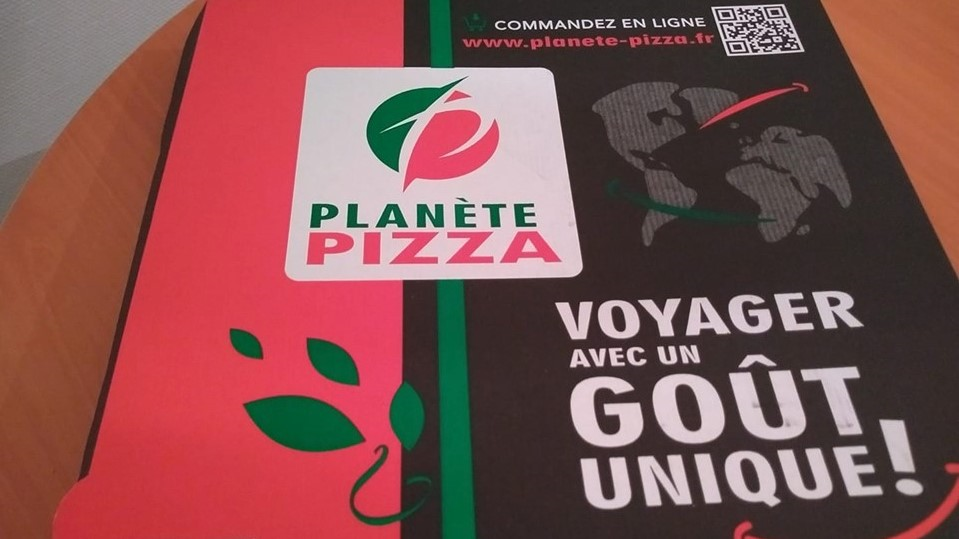 COMMANDEZ EN LIGNE
www.planete-pizza.fr
PLANÈTE
PIZZA
VOYAGER
AVEC UN
GOÛT
UNIQUE!